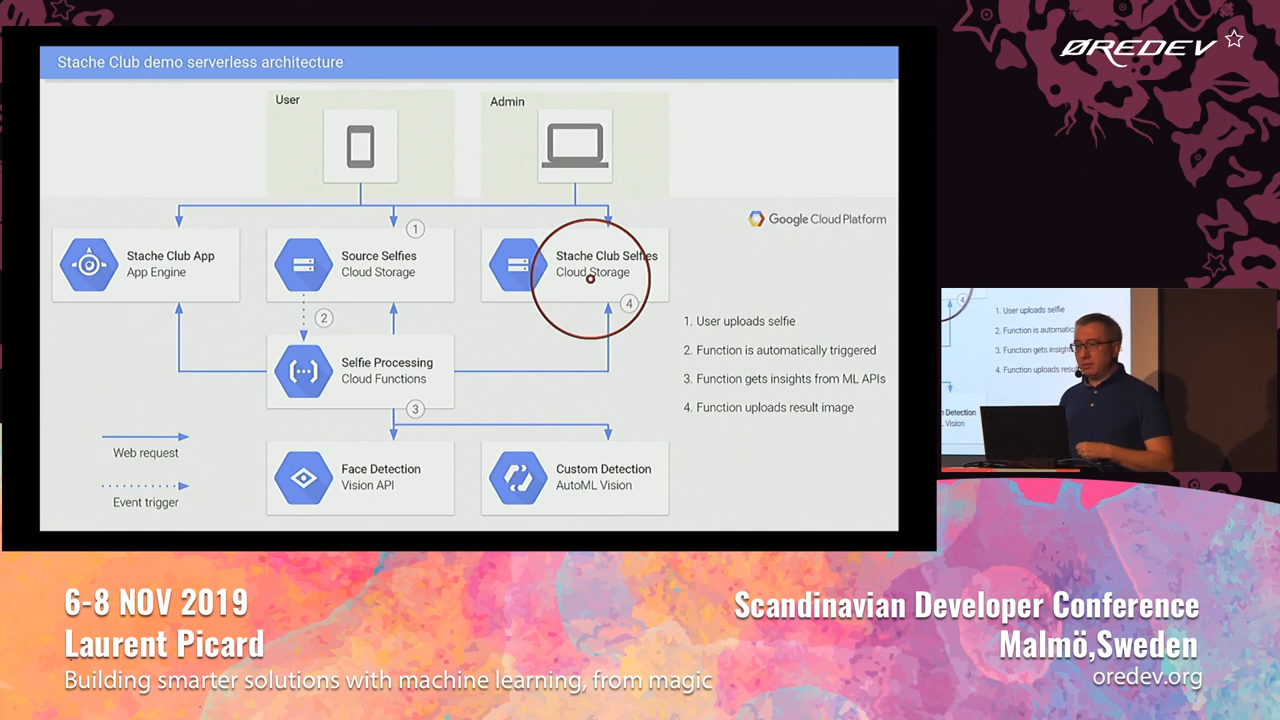 ØREDEV
Stache Club demo serverless architecture
User
Admin
Google Cloud Platform
1
Stache Club App
App Engine
Source Selfies
Cloud Storage
Stache Club Selfies
Cloud Storage
2
4
1. User uploads selfie
2. Function is automatically triggered
3. Function gets insights from ML APIs
4. Function uploads result image
Selfie Processing
Cloud Functions
3
Web request
Event trigger
Face Detection
Vision API
Custom Detection
AutoML Vision
4
1. User uploads selfie
2. Function is automatic
3. Function gets insigh
4. Function uploads resu
Detection
Vision
6-8 NOV 2019
Laurent Picard
Building smarter solutions with machine learning, from magic
Scandinavian Developer Conference
Malmö,Sweden
oredev.org